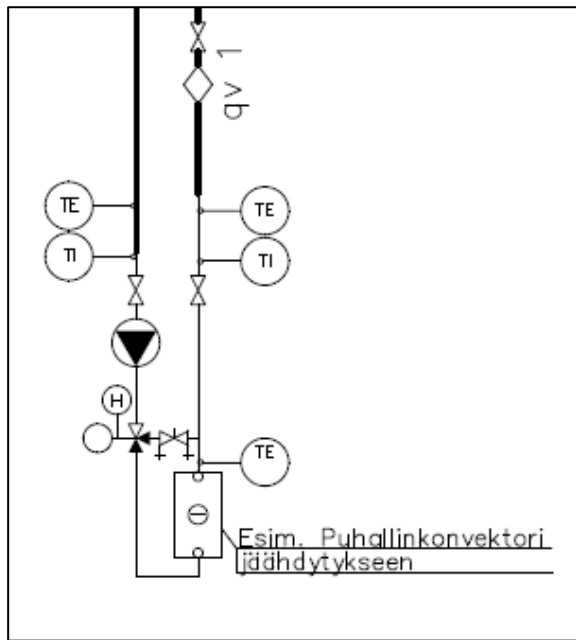 qv 1
TE
TE
TI
TI
H
TE
Esim. Puhallinkonvektori
jäähdytykseen